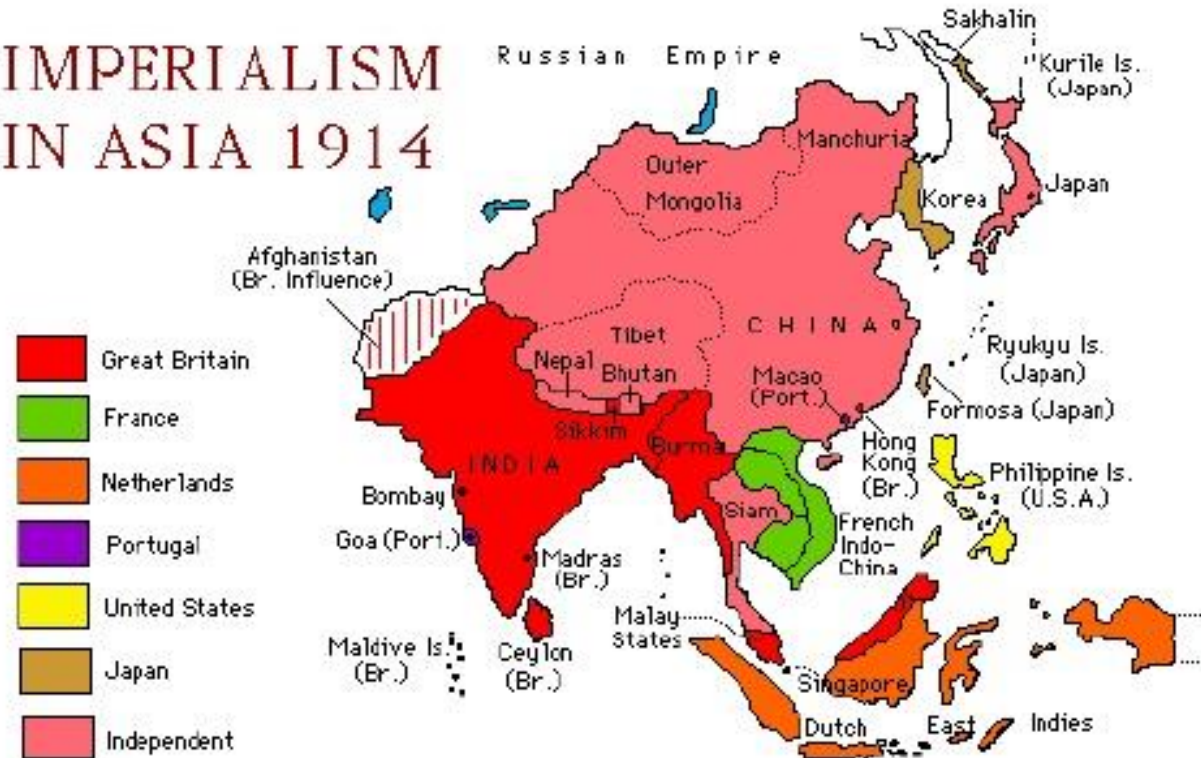 IMPERIALISM
IN ASIA 1914
Russian Empire
Sakhalin
Kurile Is.
(Japan)
Manchuria
Outer
Mongolia
Korea
Japan
Afghanistan
(Br. Influence)
Tibet
CHINA
Nepal
Bhutan
Sikkim
Macao
(Port.)
Ryukyu Is.
(Japan)
Formosa (Japan)
Burma
INDIA
Hong
Kong
(Br.)
Philippine Is.
(U.S.A.)
Bombay
Siam
Goa (Port.)
French
Indo-
China
Madras
(Br.)
Malay
States
Maldive Is.
(Br.)
Ceylon
(Br.)
Singapore
Dutch East Indies
Great Britain
France
Netherlands
Portugal
United States
Japan
Independent